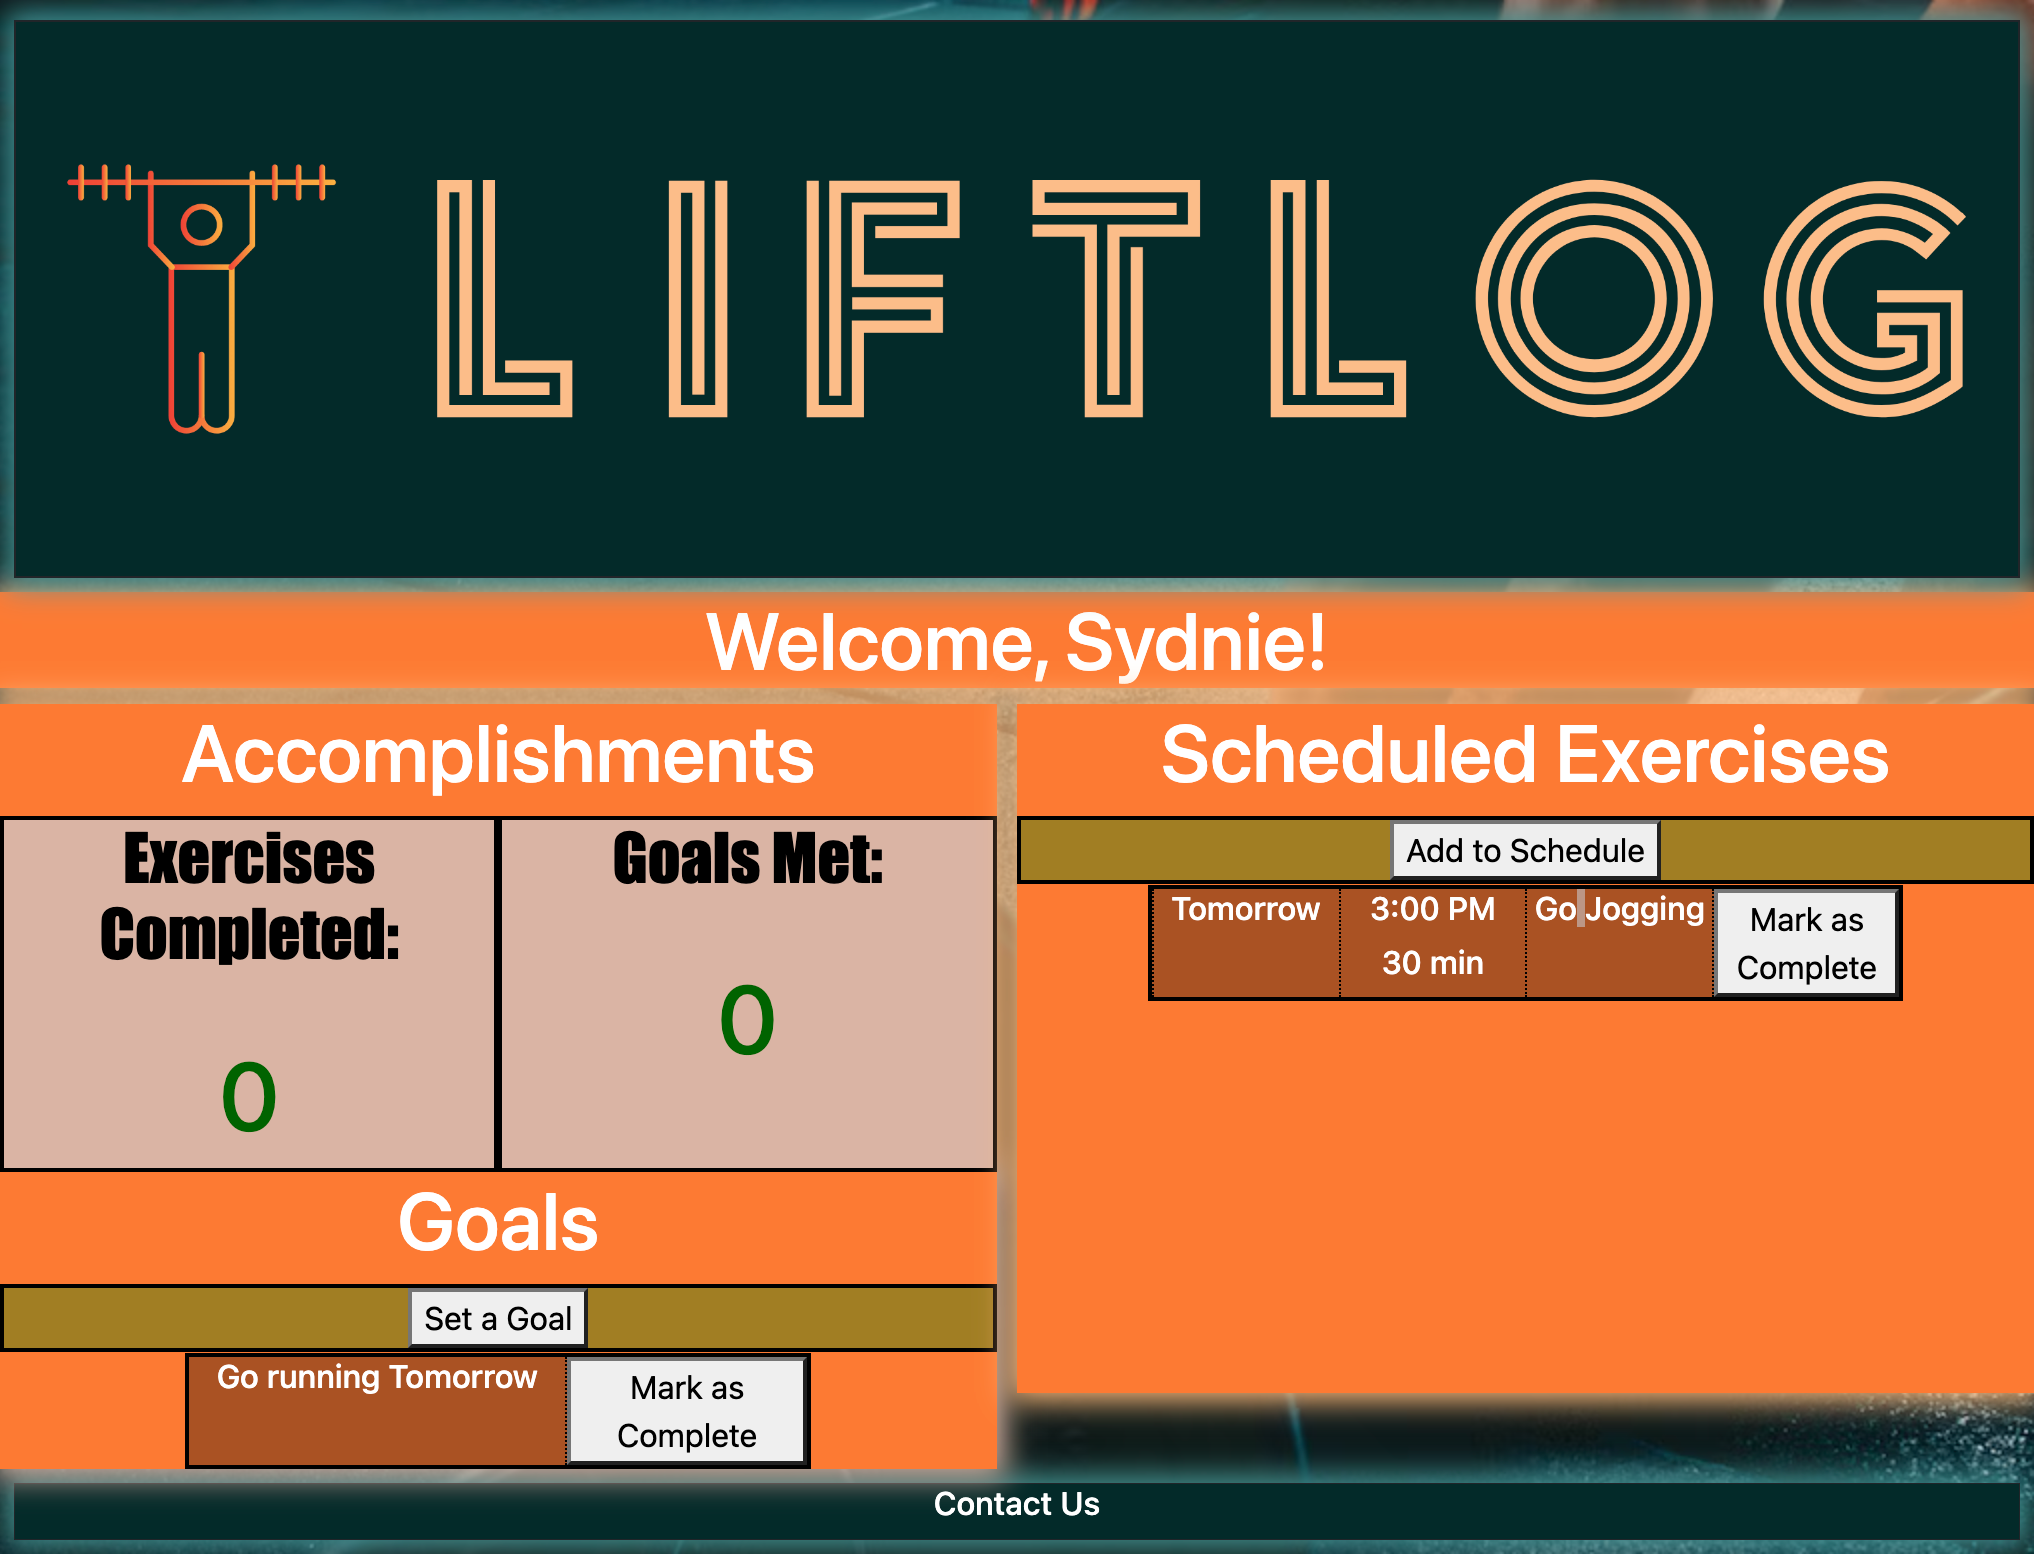 LIFTLOG
Welcome, Sydnie!
Accomplishments
Exercises
Completed:
0
Goals Met:
0
Goals
Set a Goal
Go running Tomorrow
Mark as
Complete
Scheduled Exercises
Add to Schedule
Tomorrow
3:00 PM
30 min
Go Jogging
Mark as
Complete
Contact Us